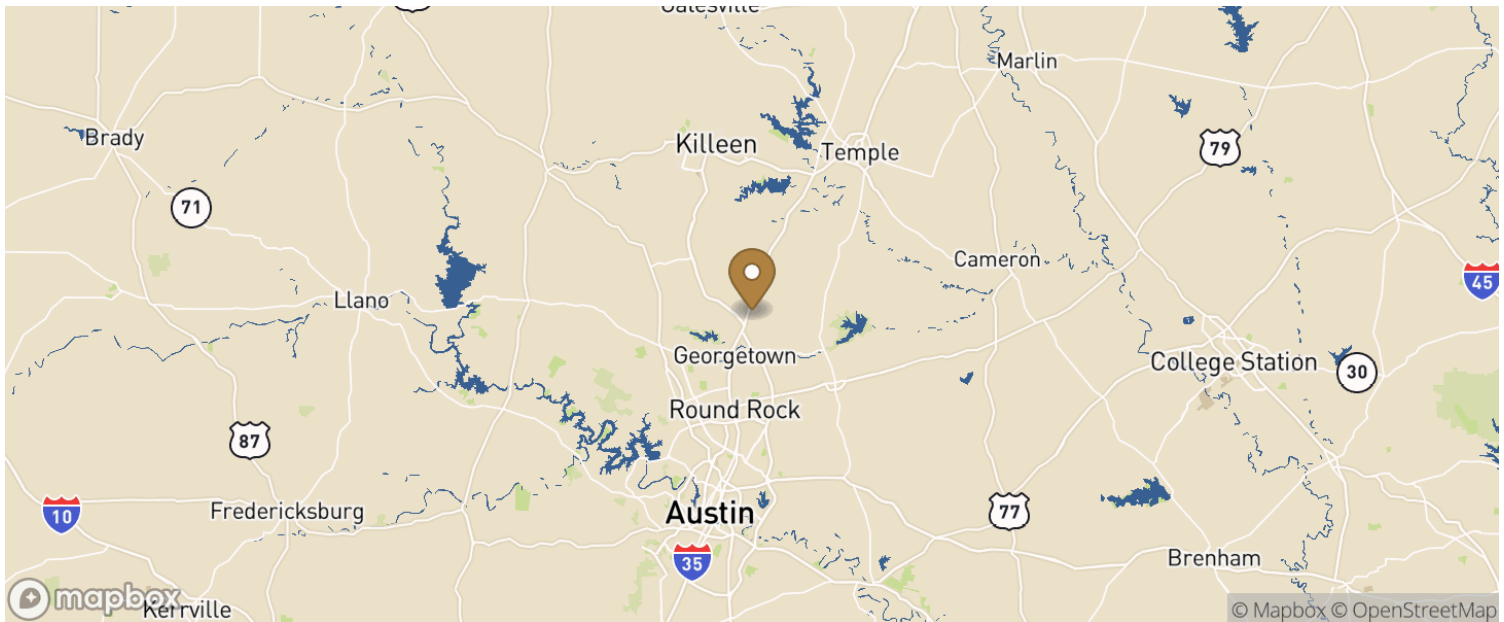 Gatesville
Marlin
Brady
Killeen
Temple
79
71
Cameron
45
Llano
Georgetown
College Station
30
Round Rock
87
10
Fredericksburg
Austin
77
35
Brenham
mapbox
Kerrville
© Mapbox © OpenStreetMap